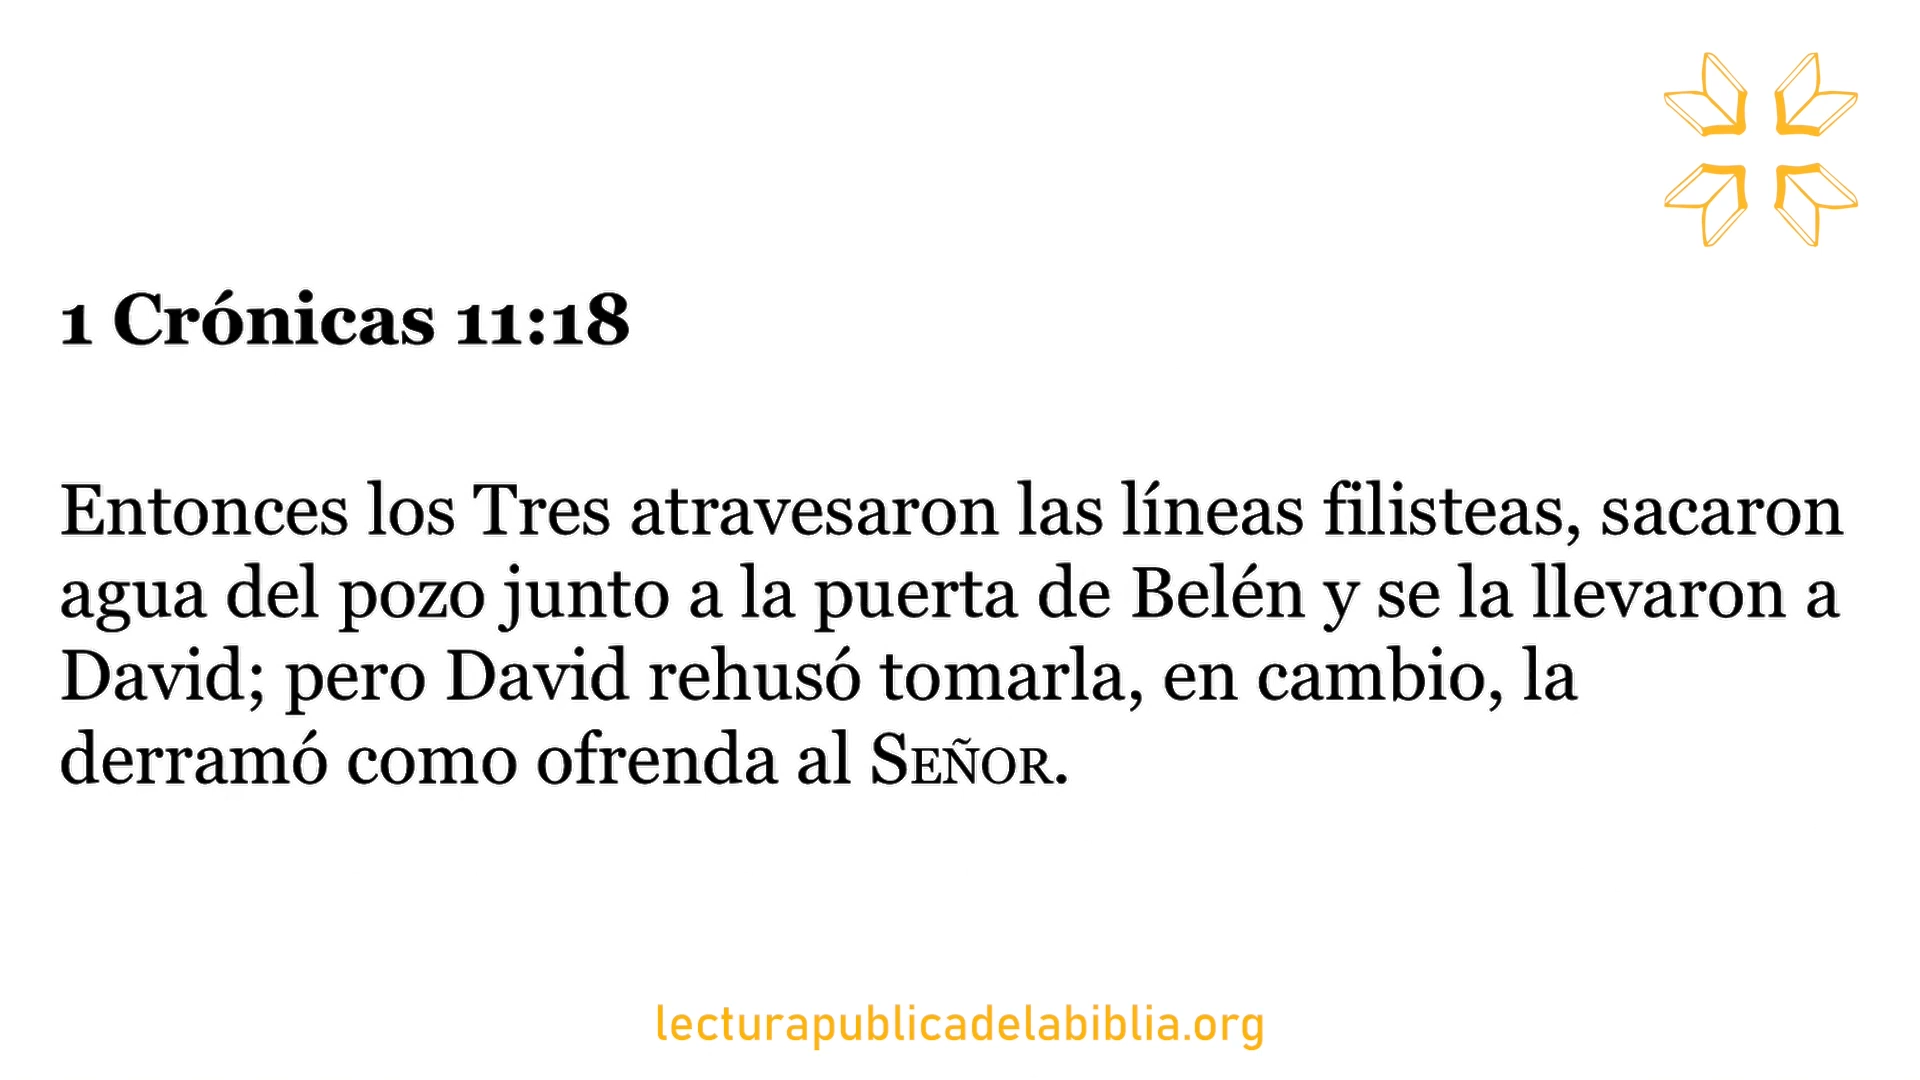 1 Crónicas 11:18
Entonces los Tres atravesaron las líneas filisteas, sacaron
agua del pozo junto a la puerta de Belén y se la llevaron a
David; pero David rehusó tomarla, en cambio, la
derramó como ofrenda al SEÑOR.
lecturapublicadelabiblia.org